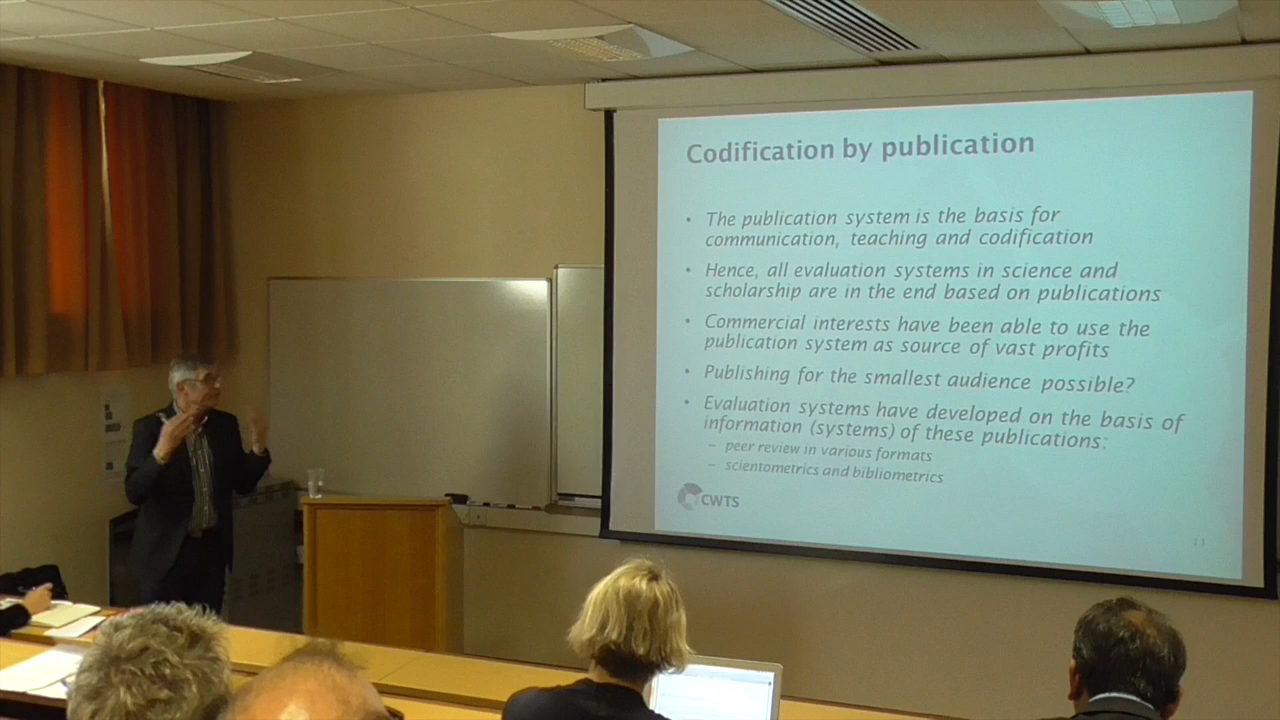 Codification by publication
• The publication system is the basis for
communication, teaching and codification
• Hence, all evaluation systems in science and
scholarship are in the end based on publications
• Commercial interests have been able to use the
publication system as source of vast profits
• Publishing for the smallest audience possible?
• Evaluation systems have developed on the basis of
information (systems) of these publications:
– peer review in various formats
– scientometrics and bibliometrics
CWTS
11